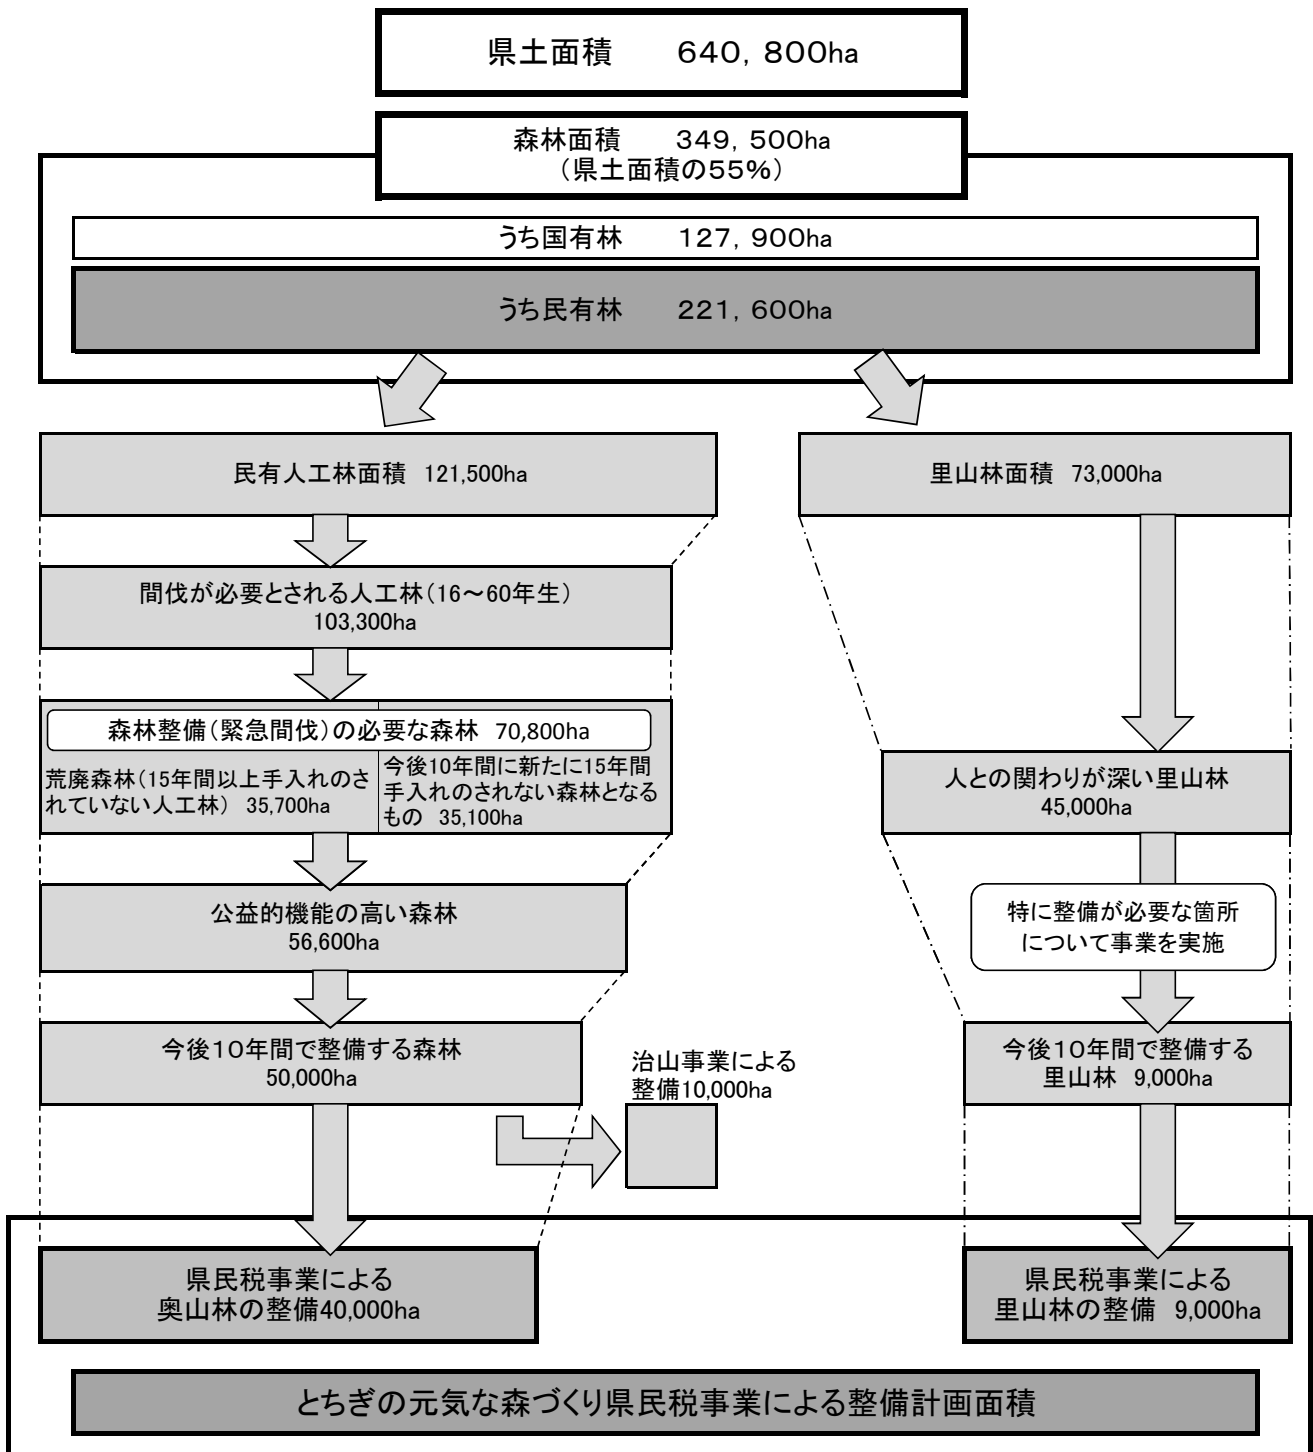 県土面積　　640，800ha
森林面積　　349，500ha
（県土面積の55％）
うち国有林　　127，900ha
うち民有林　　221，600ha
民有人工林面積　121,500ha
里山林面積　73,000ha
間伐が必要とされる人工林（16～60年生）
103,300ha
森林整備（緊急間伐）の必要な森林　70,800ha
荒廃森林（15年間以上手入れのさ
れていない人工林）　35,700ha
今後10年間に新たに15年間
手入れのされない森林となる
もの　35,100ha
人との関わりが深い里山林
45,000ha
公益的機能の高い森林
56,600ha
特に整備が必要な箇所
について事業を実施
今後10年間で整備する森林
50,000ha
治山事業による
整備10,000ha
今後10年間で整備する
里山林　9,000ha
県民税事業による
奥山林の整備40,000ha
県民税事業による
里山林の整備　9,000ha
とちぎの元気な森づくり県民税事業による整備計画面積